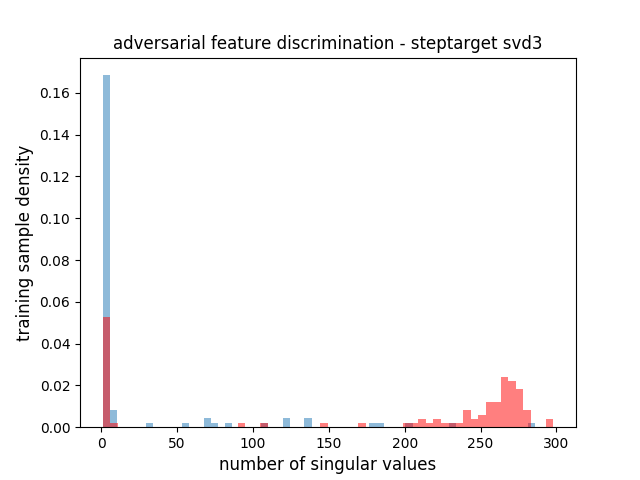 adversarial feature discrimination - steptarget svd3
training sample density
0.16
0.14
0.12
0.10
0.08
0.06
0.04
0.02
0.00
0 50 100 150 200 250 300
number of singular values